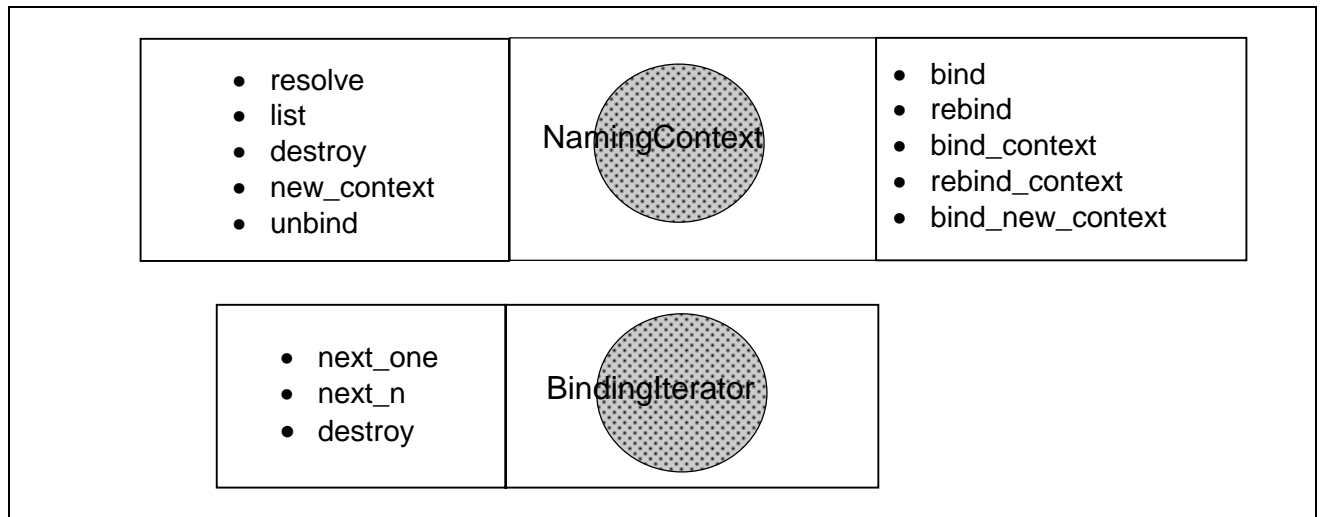 • resolve
• list
• destroy
• new_context
• unbind
NamingContext
• bind
• rebind
• bind_context
• rebind_context
• bind_new_context
• next_one
• next_n
• destroy
BindingIterator